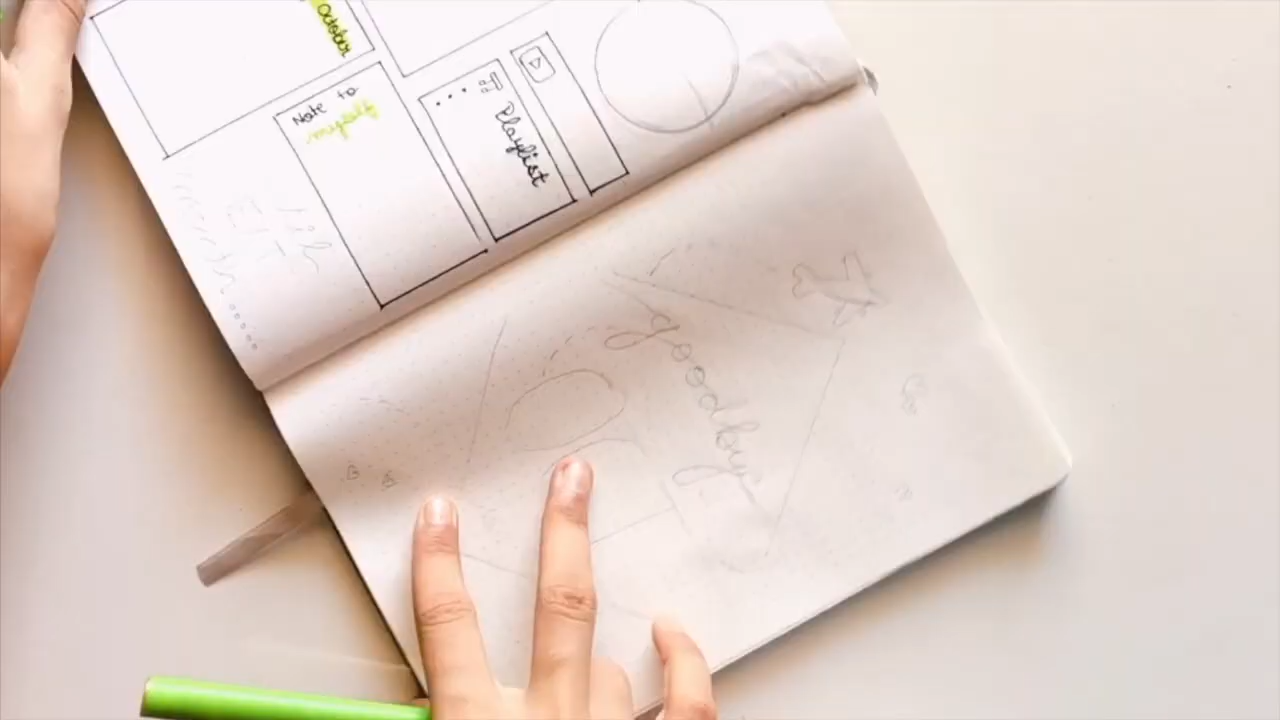 October
Note to
myself
Playlist
goodbye